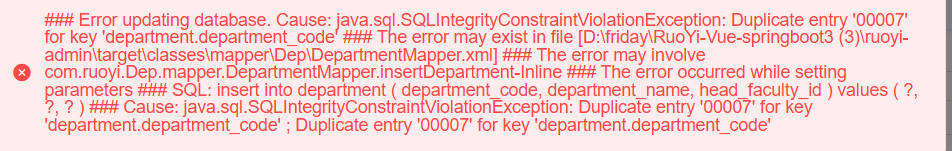 ### Error updating database. Cause: java.sql.SQLIntegrityConstraintViolationException: Duplicate entry '00007'
for key 'department.department_code' ### The error may exist in file [D:\friday\RuoYi-Vue-springboot3 (3)\ruoyi-
admin\target\classes\mapper\Dep\DepartmentMapper.xml] ### The error may involve
com.ruoyi.Dep.mapper.DepartmentMapper.insertDepartment-Inline ### The error occurred while setting
parameters ### SQL: insert into department ( department_code, department_name, head_faculty_id ) values ( ?,
?, ? ) ### Cause: java.sql.SQLIntegrityConstraintViolationException: Duplicate entry '00007' for key
'department.department_code' ; Duplicate entry '00007' for key 'department.department_code'